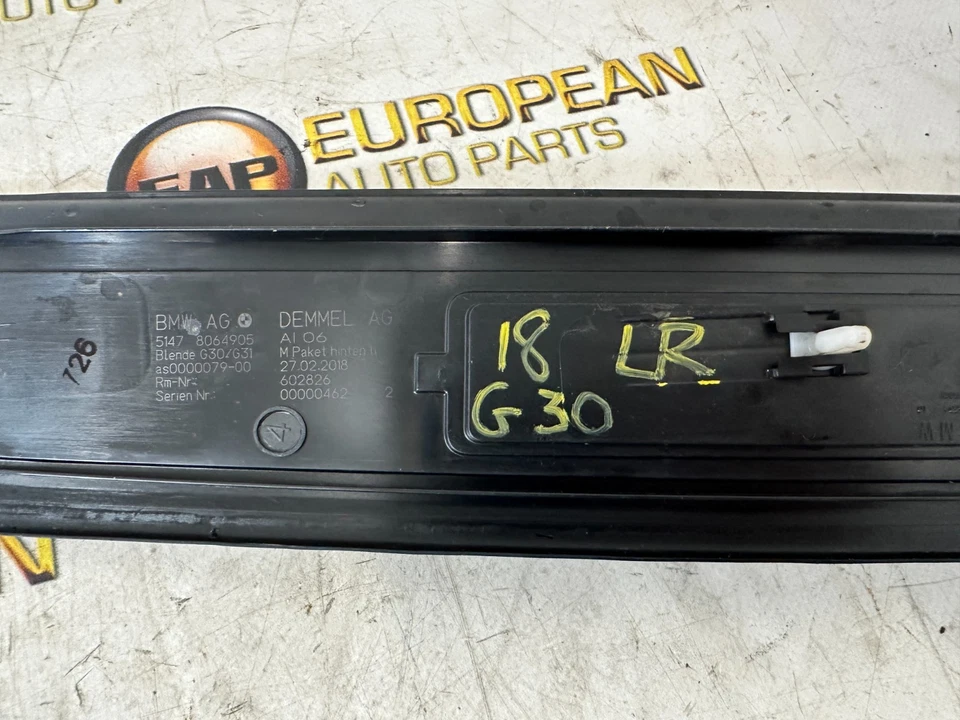 EUROPEAN
AUTO PARTS
EAP
BMW AG DEMMEL AG
5147 8064905 AI 06
Blende G30/G31 M Paket hinten li
as0000079-00 27.02.2018
Rm-Nr. 602826
Serien Nr. 00000462 2
126
4
18 LR
G30